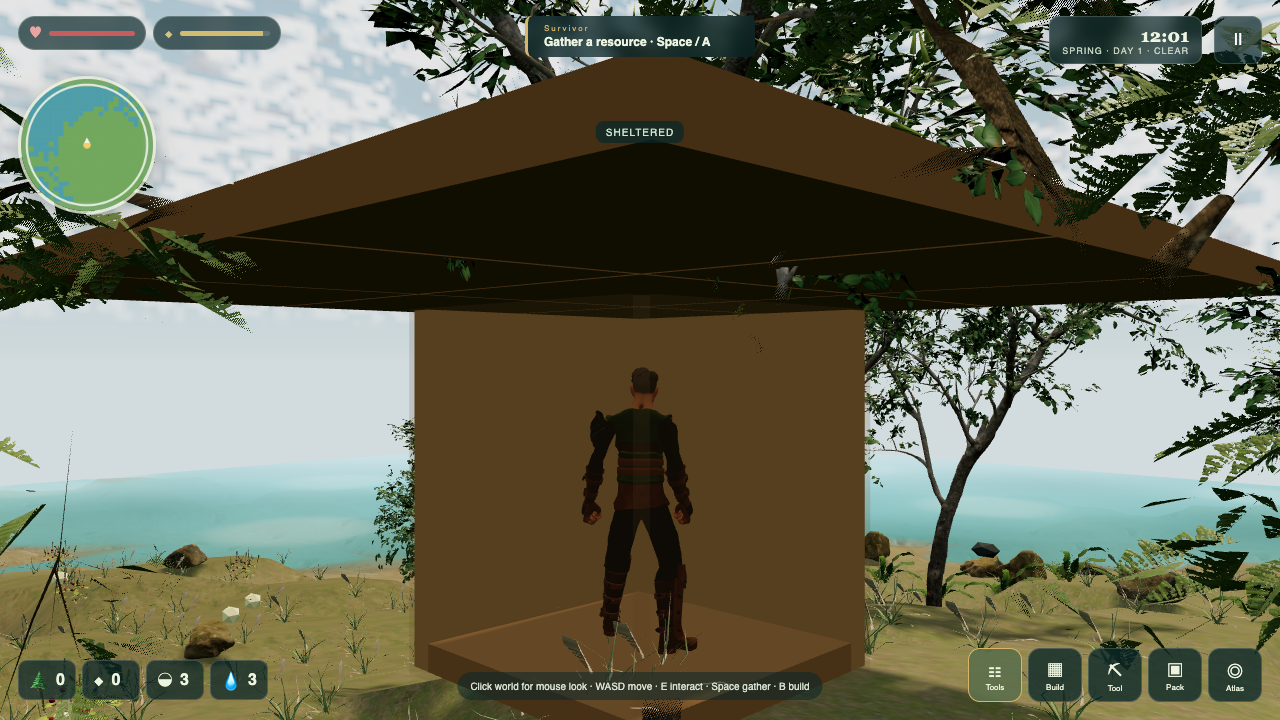 Survivor
Gather a resource · Space / A
12:01
SPRING · DAY 1 · CLEAR
SHELTERED
0
0
3
3
Click world for mouse look · WASD move · E interact · Space gather · B build
Tools
Build
Tool
Pack
Atlas